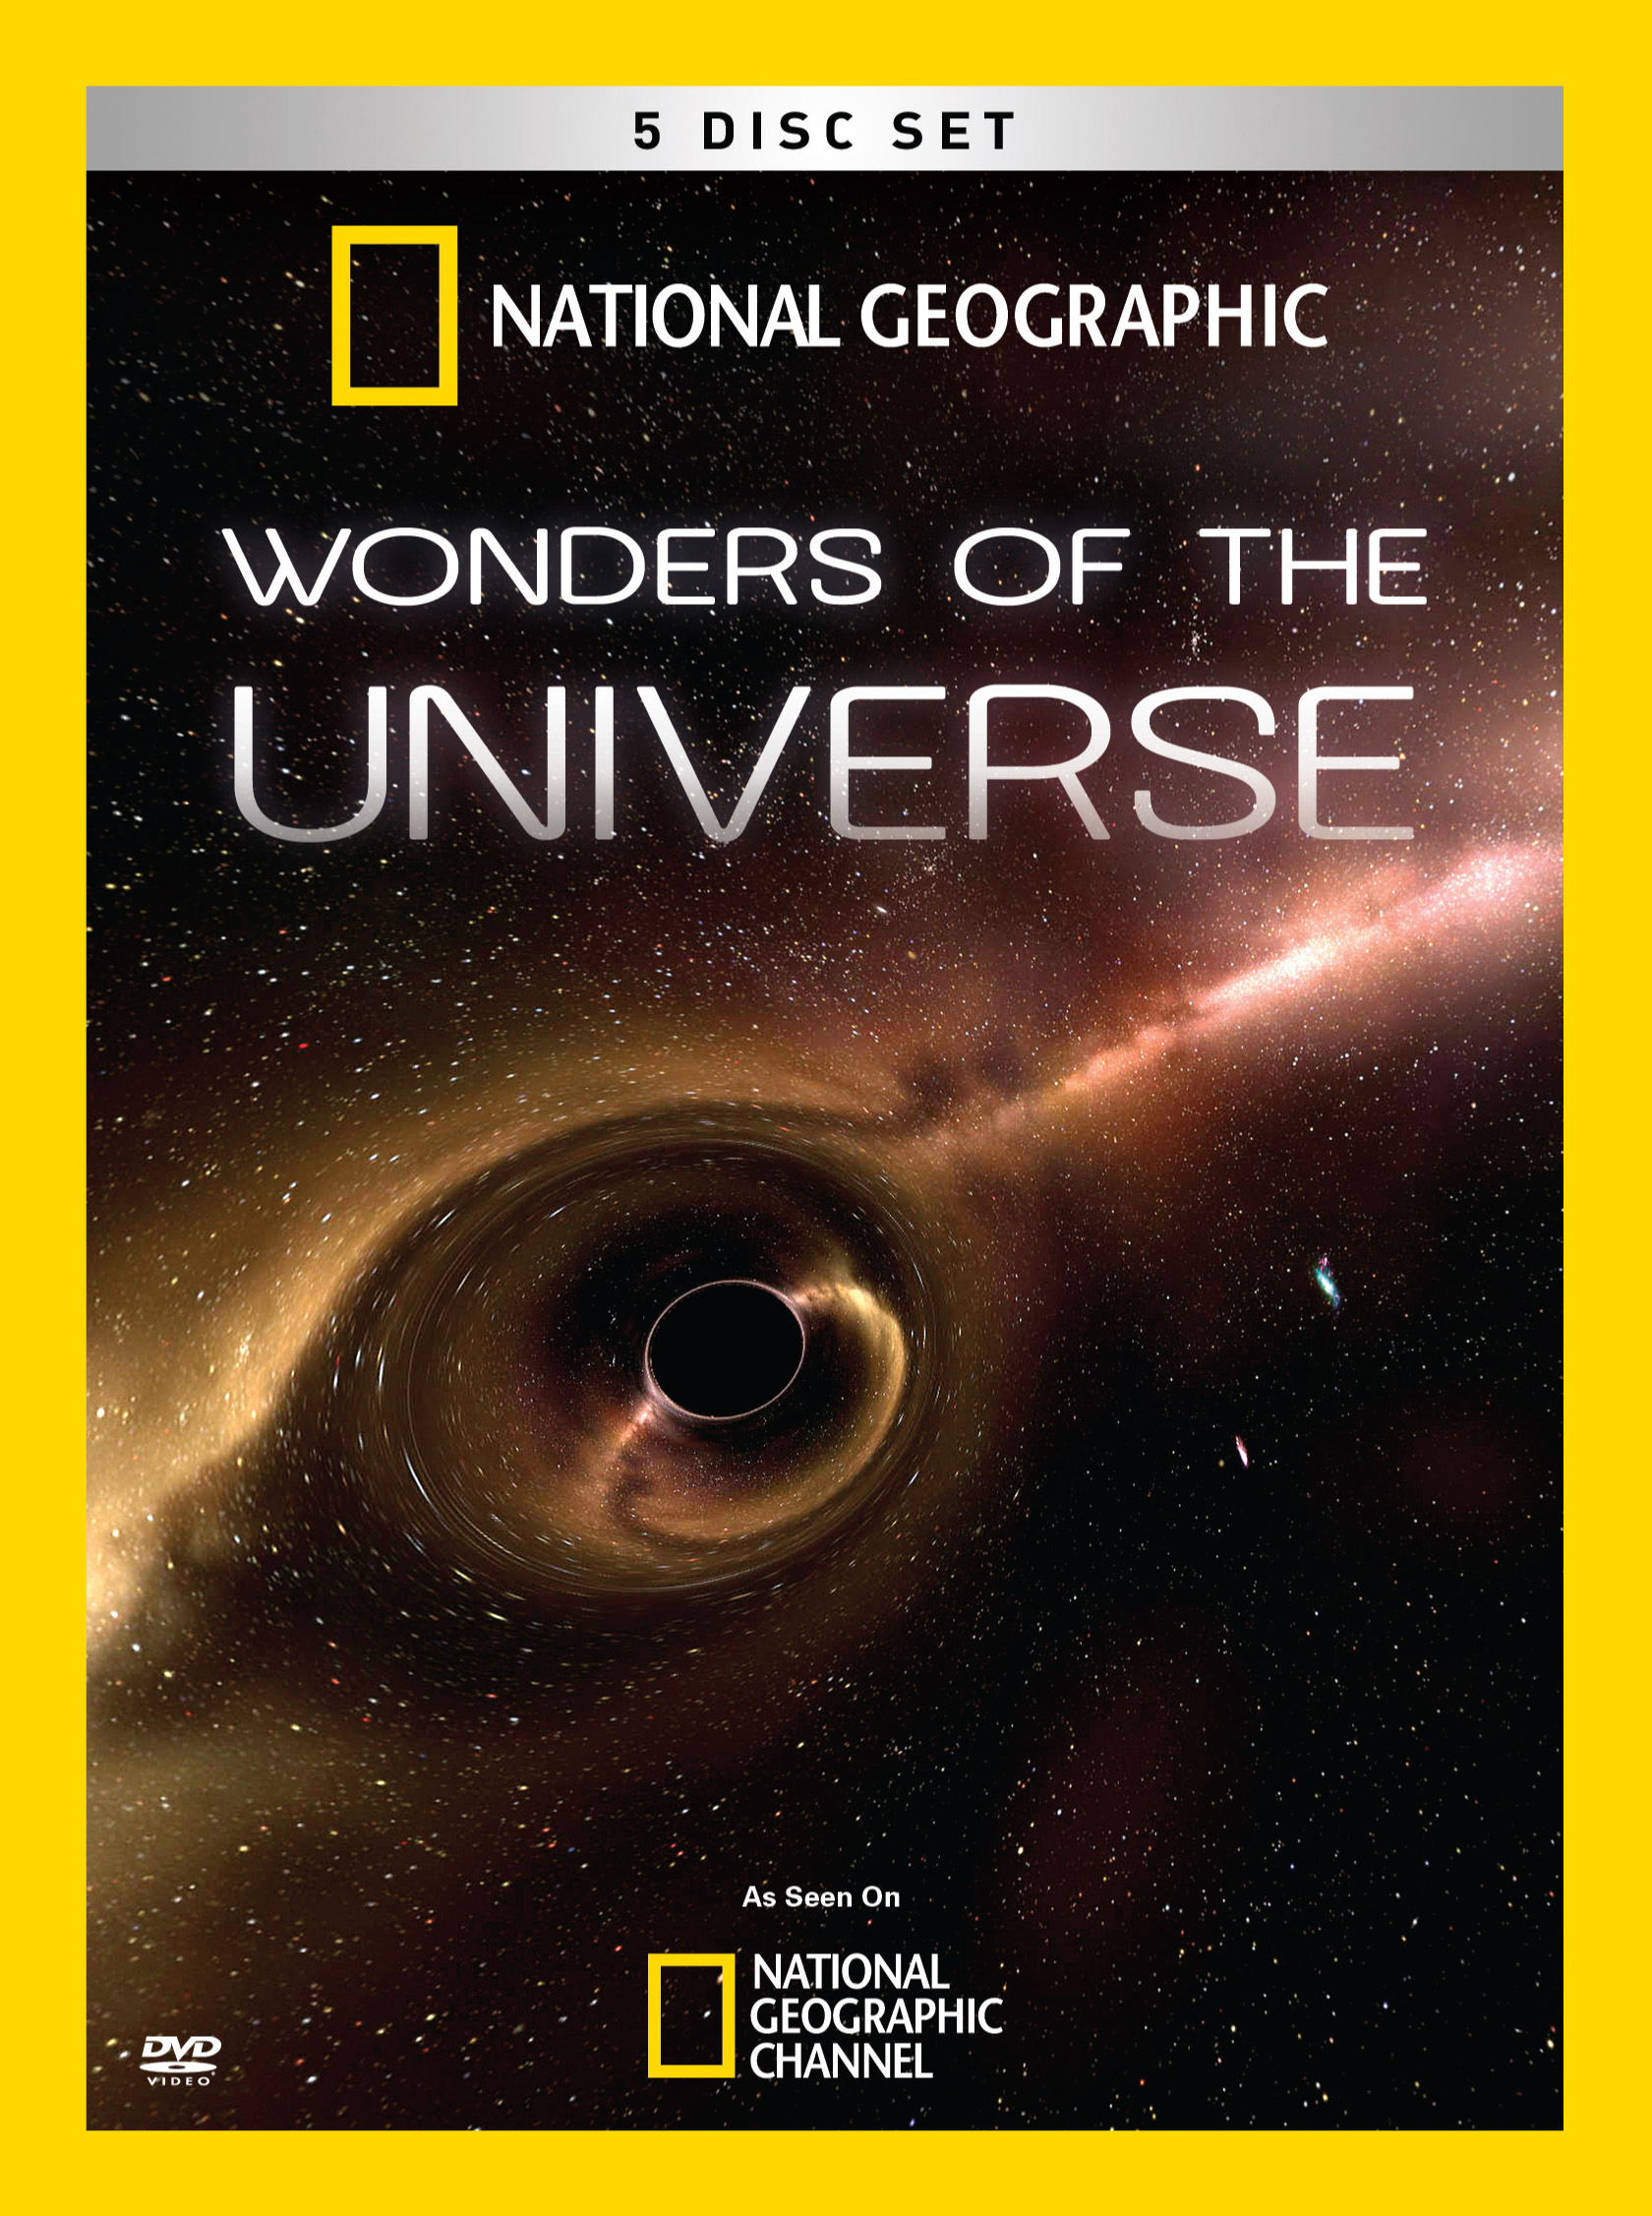 5 DISC SET
NATIONAL GEOGRAPHIC
WONDERS OF THE
UNIVERSE
As Seen On
NATIONAL
GEOGRAPHIC
CHANNEL
DVD
VIDEO